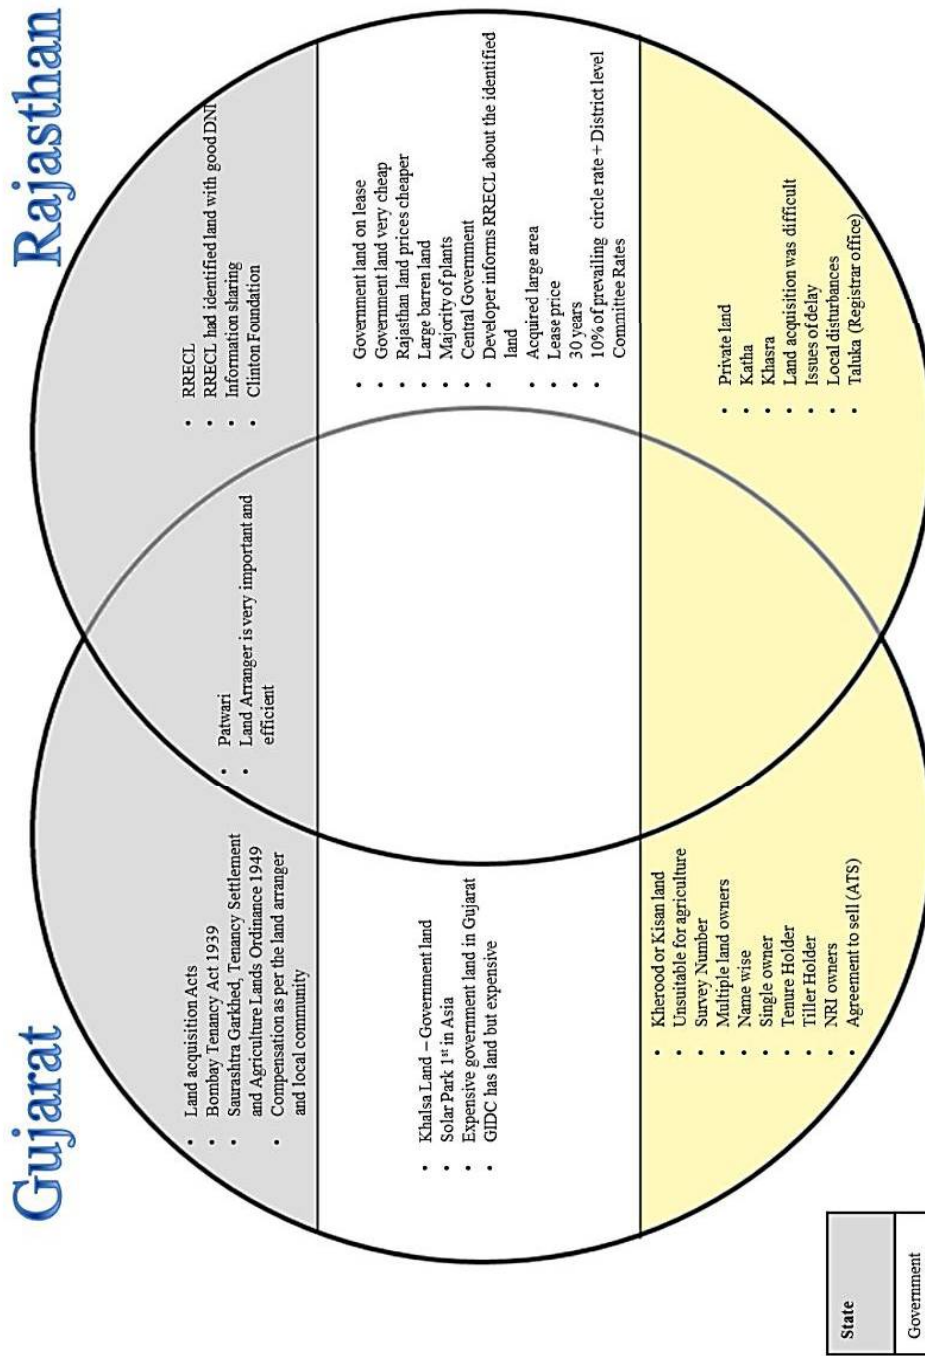 Gujarat
Rajasthan
• Land acquisition Acts
• Bombay Tenancy Act 1939
• Saurashtra Garkhed, Tenancy Settlement
and Agriculture Lands Ordinance 1949
• Compensation as per the land arranger
and local community
• Patwari
• Land Arranger is very important and
efficient
• RRECL
• RRECL had identified land with good DNI
• Information sharing
• Clinton Foundation
• Khalsa Land – Government land
• Solar Park 1st in Asia
• Expensive government land in Gujarat
• GIDC has land but expensive
• Government land on lease
• Government land very cheap
• Rajasthan land prices cheaper
• Large barren land
• Majority of plants
• Central Government
• Developer informs RRECL about the identified
land
• Acquired large area
• Lease price
• 30 years
• 10% of prevailing circle rate + District level
Committee Rates
• Kherood or Kisan land
• Unsuitable for agriculture
• Survey Number
• Multiple land owners
• Name wise
• Single owner
• Tenure Holder
• Tiller Holder
• NRI owners
• Agreement to sell (ATS)
• Private land
• Katha
• Khasra
• Land acquisition was difficult
• Issues of delay
• Local disturbances
• Taluka (Registrar office)
State
Government